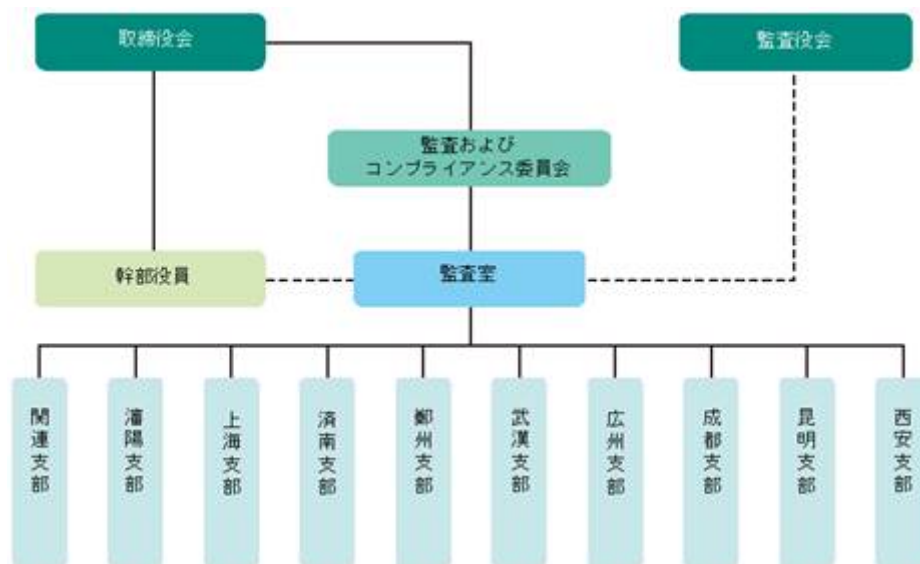 取締役会
監査役会
監査および
コンプライアンス委員会
幹部役員
監査室
関連支部
瀋陽支部
上海支部
済南支部
鄭州支部
武漢支部
広州支部
成都支部
昆明支部
西安支部